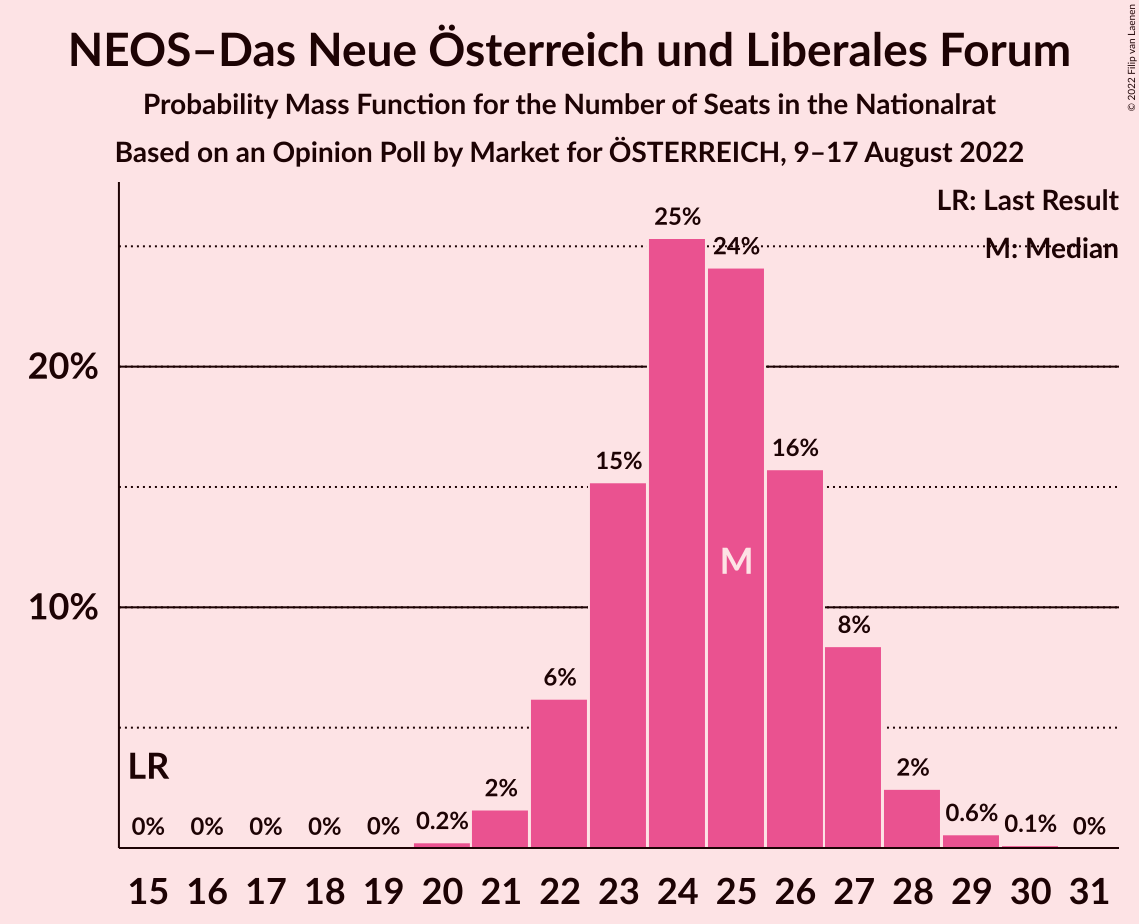 NEOS–Das Neue Österreich und Liberales Forum
Probability Mass Function for the Number of Seats in the Nationalrat
Based on an Opinion Poll by Market for ÖSTERREICH, 9–17 August 2022
© 2022 Filip van Laenen
LR: Last Result
M: Median
25%
24%
20%
16%
15%
M
10%
8%
6%
LR
2%
2%
0% 0% 0% 0% 0% 0.2% 0.6% 0.1% 0%
15 16 17 18 19 20 21 22 23 24 25 26 27 28 29 30 31